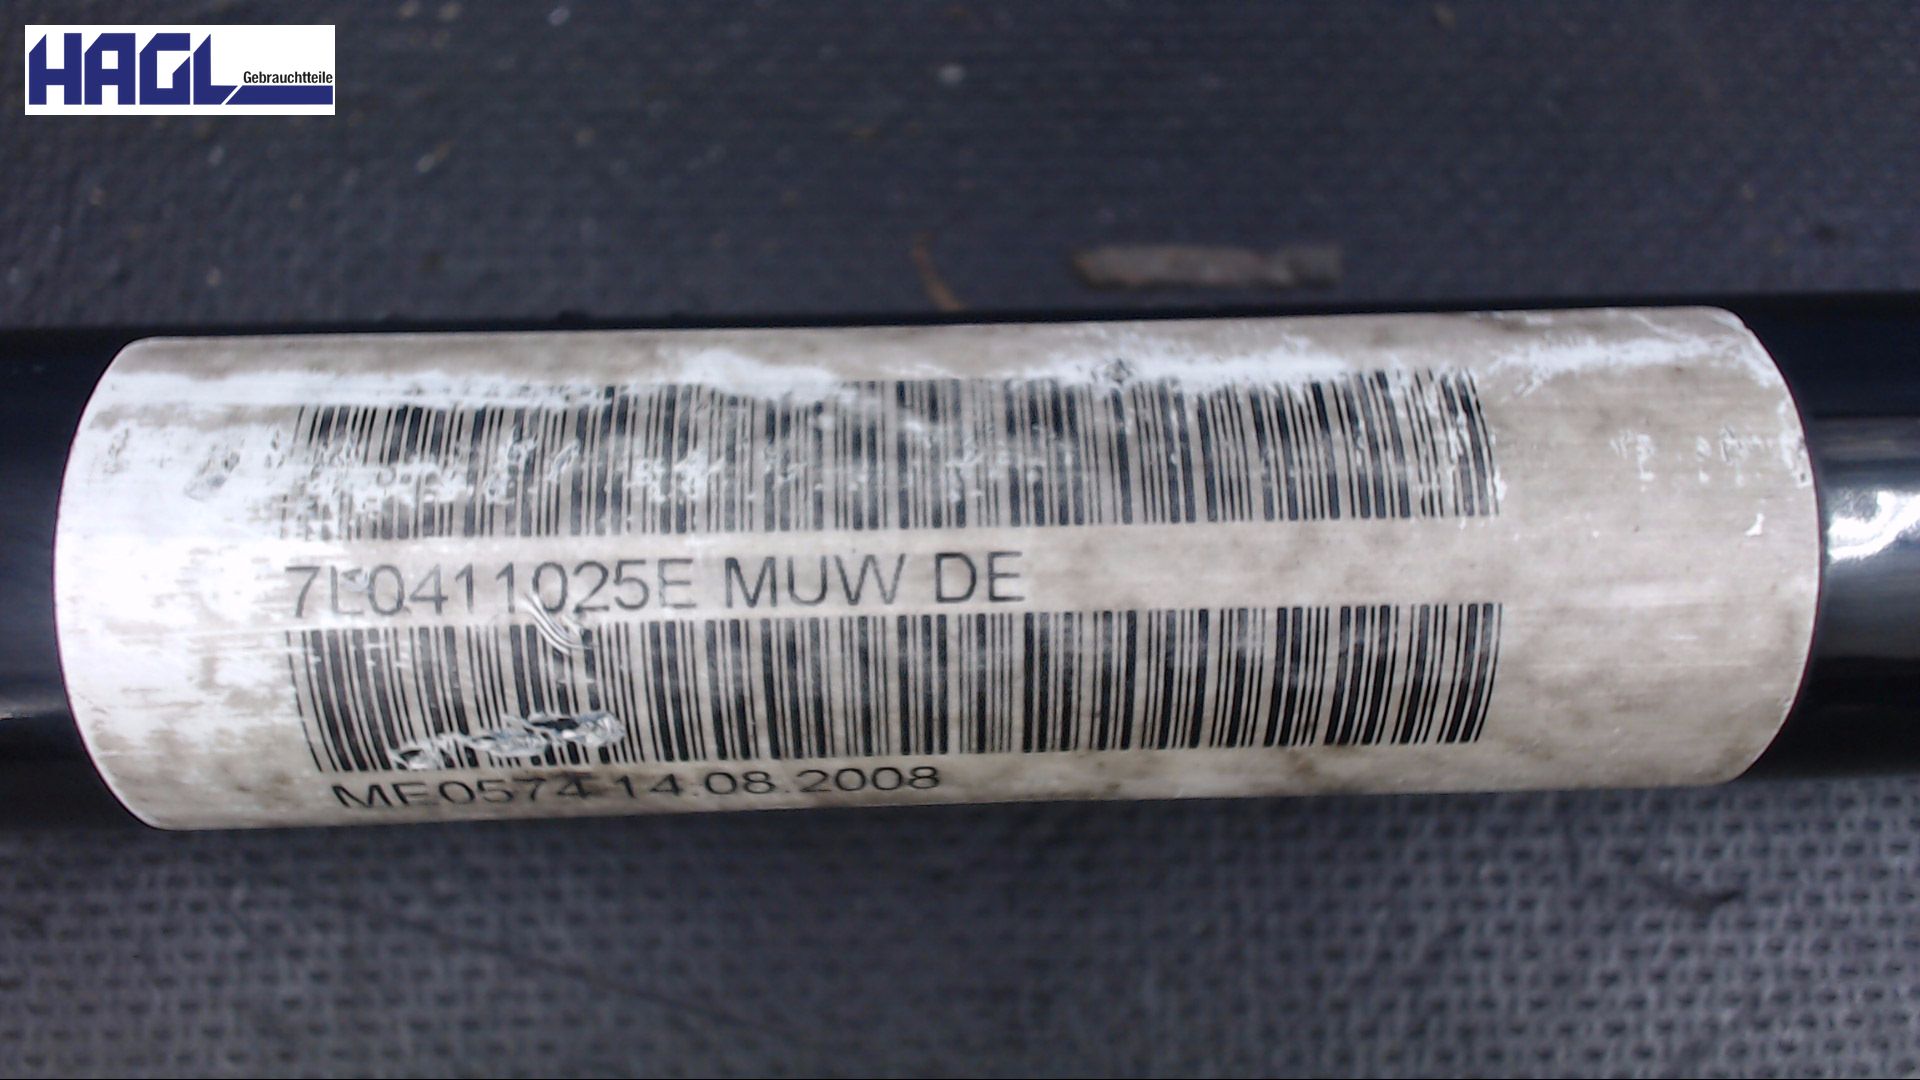 HAGL
Gebrauchtteile
7L0411025E MUW DE
ME0574 14.08.2008